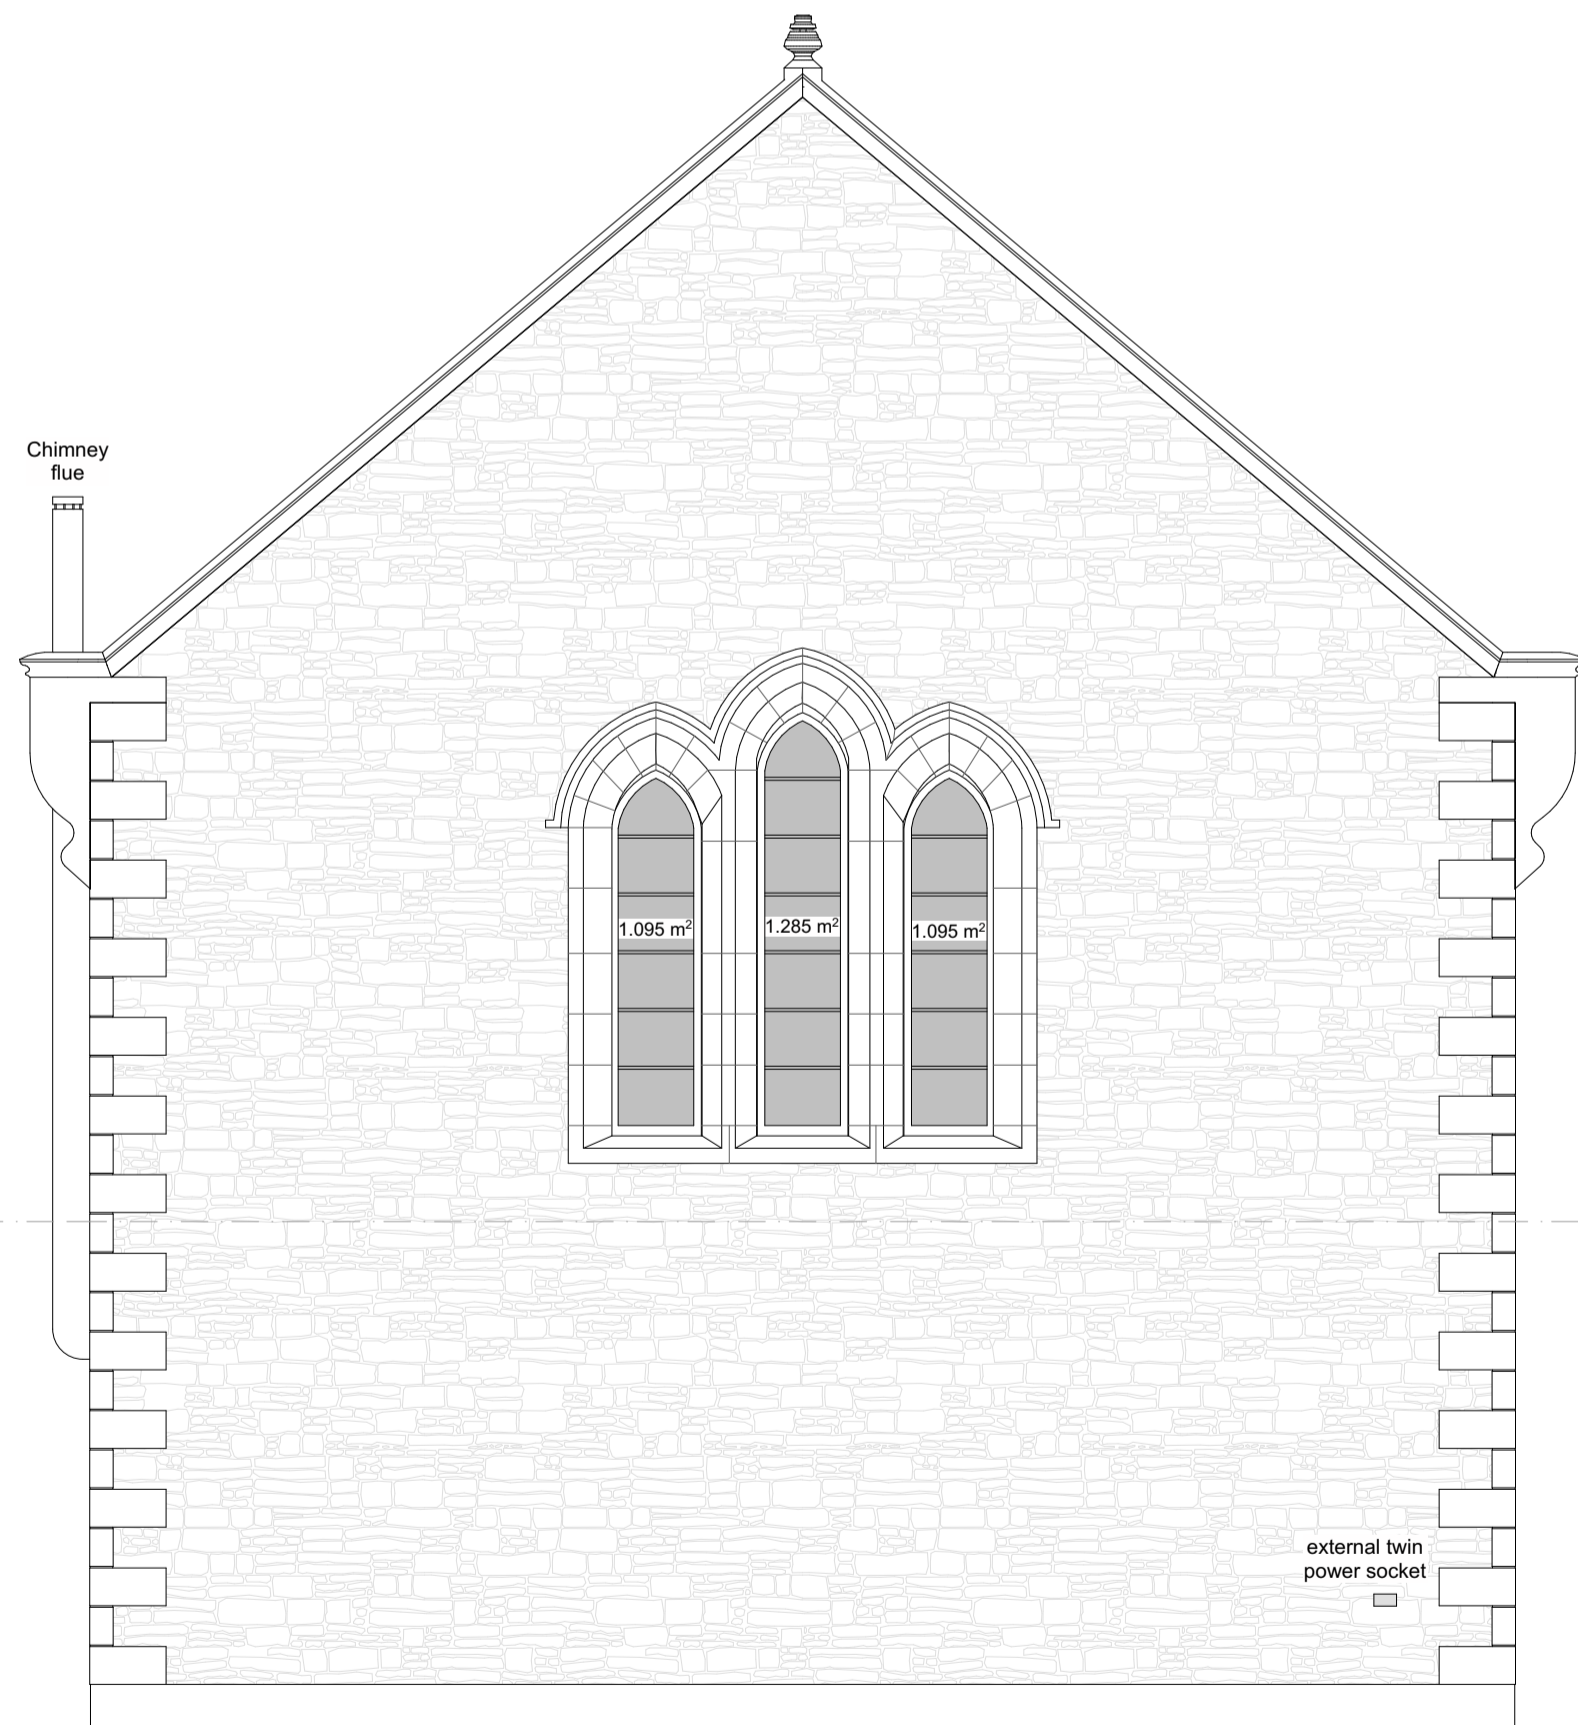 Chimney
flue
1.095 m²
1.285 m²
1.095 m²
external twin
power socket